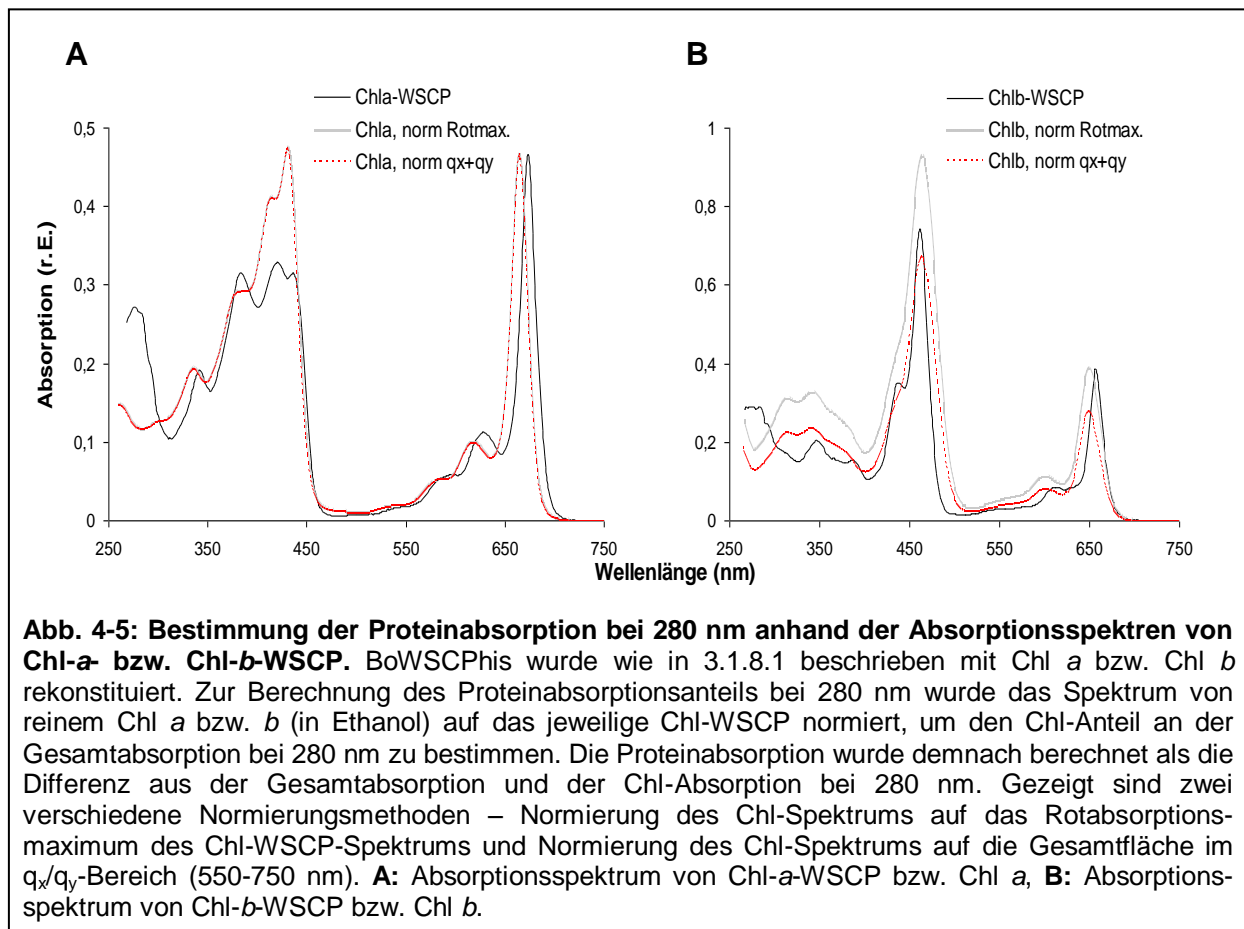 A
B
Chla-WSCP
Chla, norm Rotmax.
Chla, norm qx+qy
Chlb-WSCP
Chlb, norm Rotmax.
Chlb, norm qx+qy
Absorption (r.E.)
0,5
0,4
0,3
0,2
0,1
0
250 350 450 550 650 750
1
0,8
0,6
0,4
0,2
0
250 350 450 550 650 750
Wellenlänge (nm)
Abb. 4-5: Bestimmung der Proteinabsorption bei 280 nm anhand der Absorptionsspektren von
Chl-a- bzw. Chl-b-WSCP. BoWSCPhis wurde wie in 3.1.8.1 beschrieben mit Chl a bzw. Chl b
rekonstituiert. Zur Berechnung des Proteinabsorptionsanteils bei 280 nm wurde das Spektrum von
reinem Chl a bzw. b (in Ethanol) auf das jeweilige Chl-WSCP normiert, um den Chl-Anteil an der
Gesamtabsorption bei 280 nm zu bestimmen. Die Proteinabsorption wurde demnach berechnet als die
Differenz aus der Gesamtabsorption und der Chl-Absorption bei 280 nm. Gezeigt sind zwei
verschiedene Normierungsmethoden – Normierung des Chl-Spektrums auf das Rotabsorptions-
maximum des Chl-WSCP-Spektrums und Normierung des Chl-Spektrums auf die Gesamtfläche im
qx/qy-Bereich (550-750 nm). A: Absorptionsspektrum von Chl-a-WSCP bzw. Chl a, B: Absorptions-
spektrum von Chl-b-WSCP bzw. Chl b.